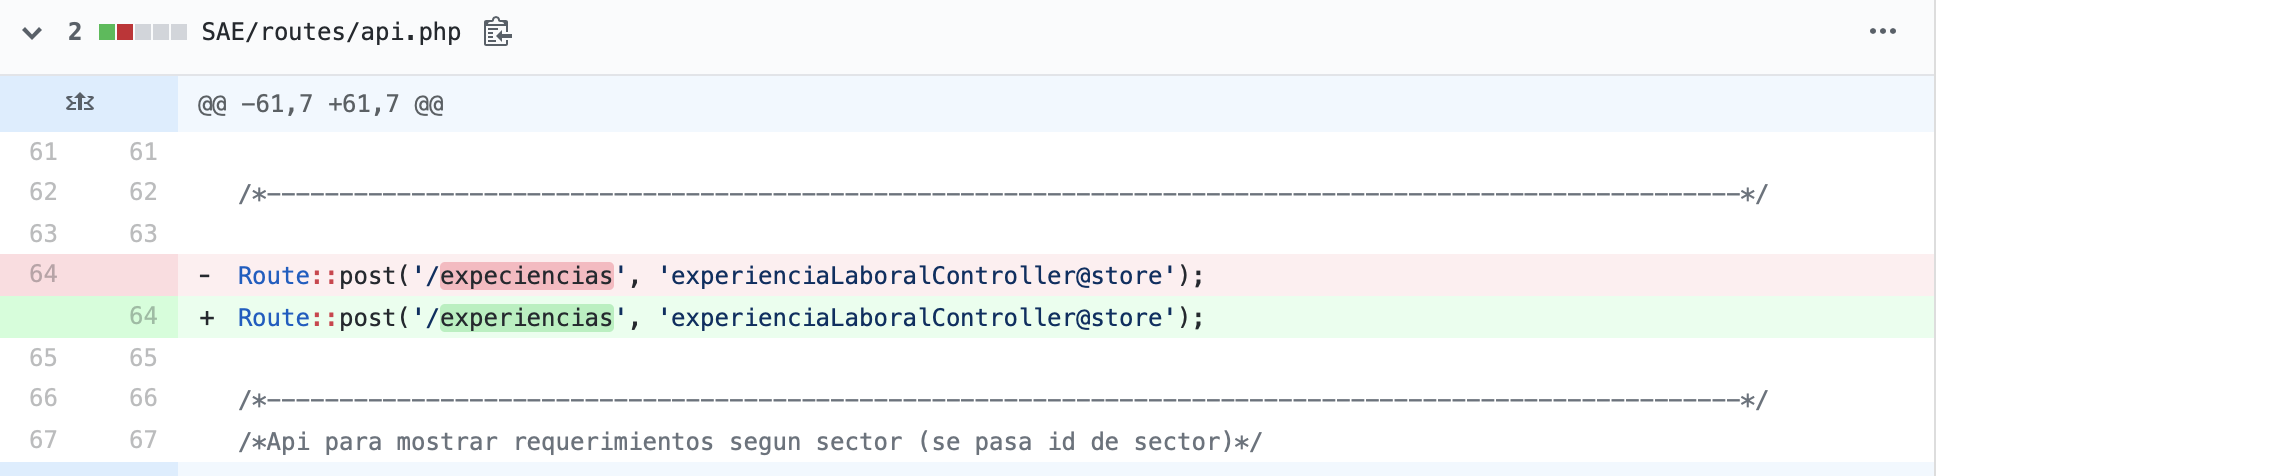 2 SAE/routes/api.php
@@ -61,7 +61,7 @@
61 61
62 62 /*------------------------------------------------------------------------------------------------------*/
63 63
64 - Route::post('/expeciencias', 'experienciaLaboralController@store');
64 + Route::post('/experiencias', 'experienciaLaboralController@store');
65 65
66 66 /*------------------------------------------------------------------------------------------------------*/
67 67 /*Api para mostrar requerimientos segun sector (se pasa id de sector)*/